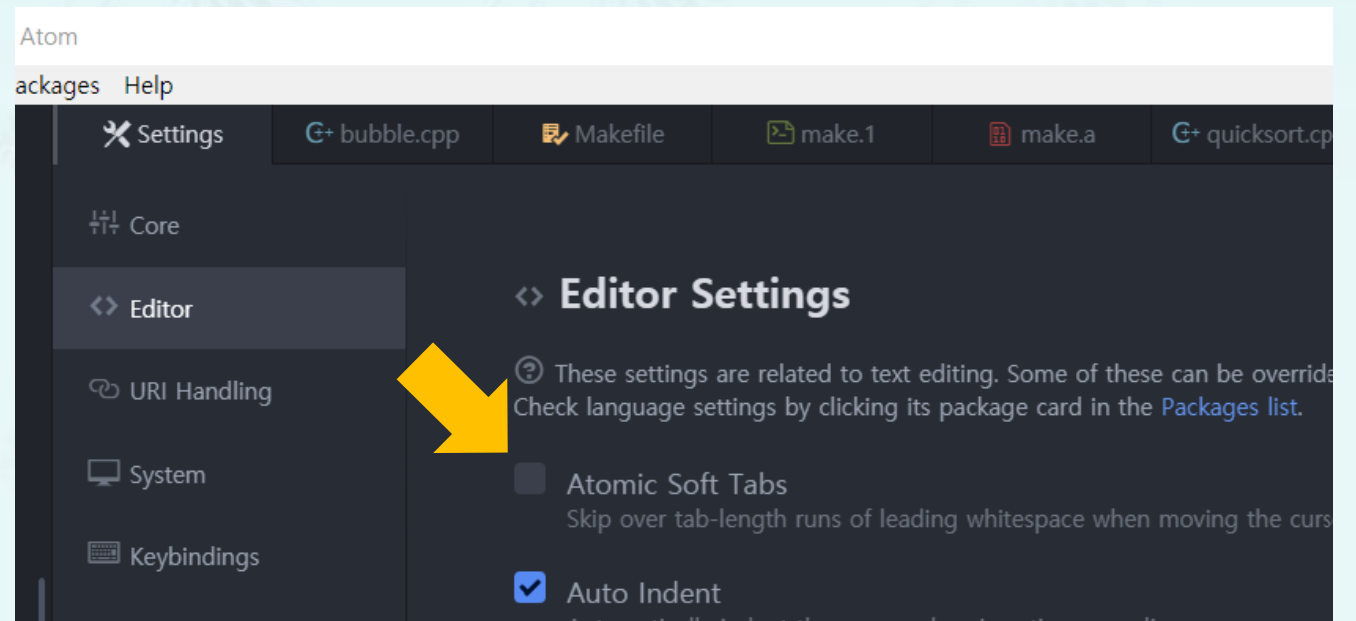 Atom
ackages Help
Settings bubble.cpp Makefile make.1 make.a quicksort.cp
Core
Editor
URI Handling
System
Keybindings
Editor Settings
These settings are related to text editing. Some of these can be override
Check language settings by clicking its package card in the Packages list.
Atomic Soft Tabs
Skip over tab-length runs of leading whitespace when moving the curs
Auto Indent